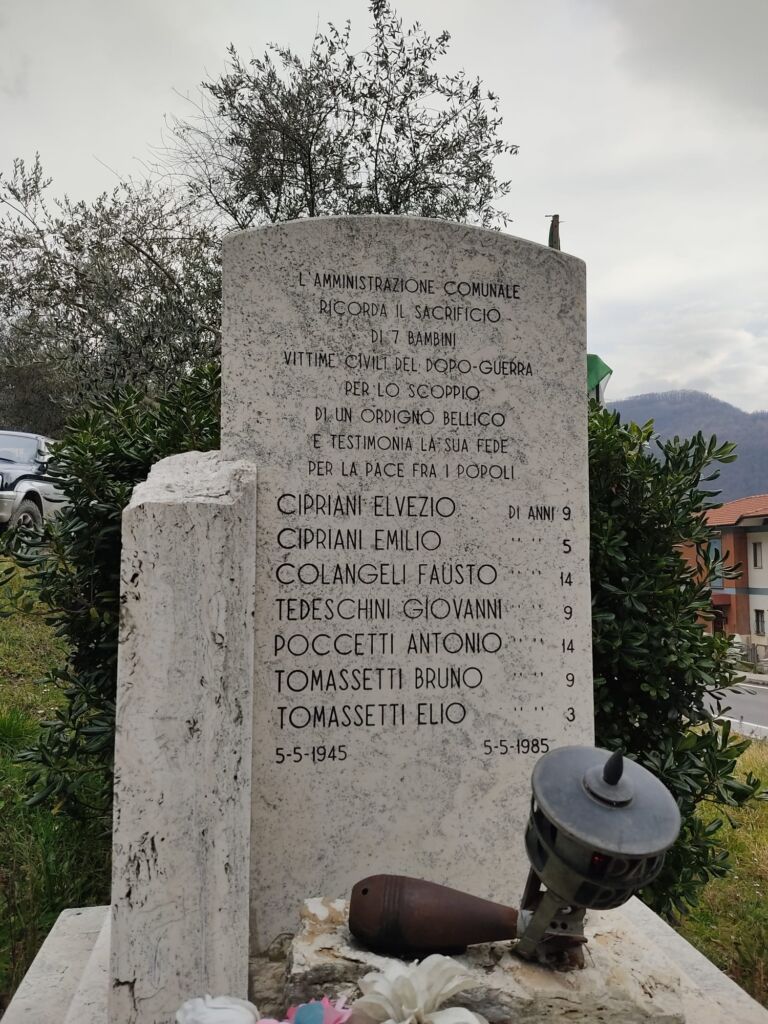 L'AMMINISTRAZIONE COMUNALE
RICORDA IL SACRIFICIO
DI 7 BAMBINI
VITTIME CIVILI DEL DOPO-GUERRA
PER LO SCOPPIO
DI UN ORDIGNO BELLICO
E TESTIMONIA LA SUA FEDE
PER LA PACE FRA I POPOLI
CIPRIANI ELVEZIO DI ANNI 9
CIPRIANI EMILIO '' '' 5
COLANGELI FAUSTO '' '' 14
TEDESCHINI GIOVANNI '' '' 9
POCCETTI ANTONIO '' '' 14
TOMASSETTI BRUNO '' '' 9
TOMASSETTI ELIO '' '' 3
5-5-1945 5-5-1985